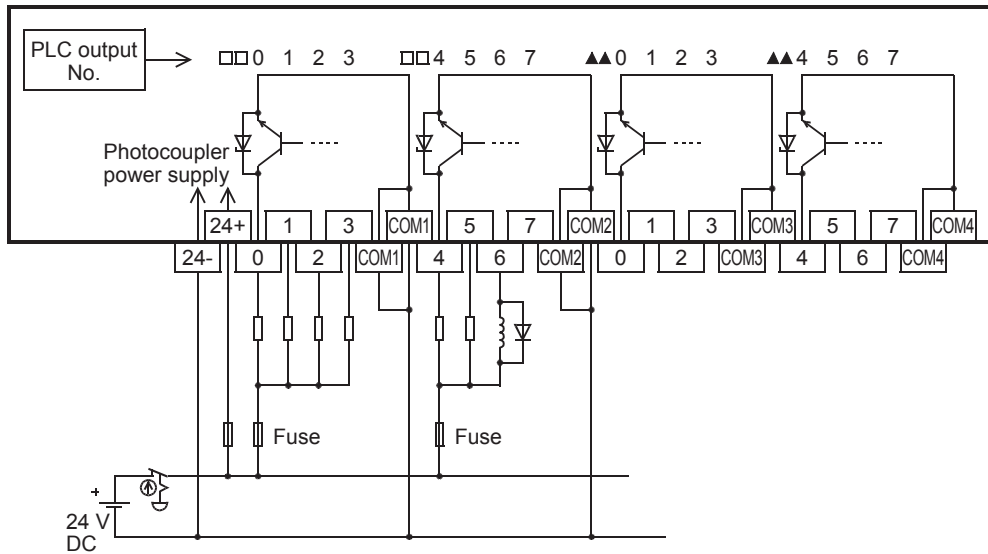 PLC output
No.
□□0 1 2 3 □□4 5 6 7 ▲▲0 1 2 3 ▲▲4 5 6 7
Photocoupler
power supply
24+ 1 3 COM1 5 7 COM2 1 3 COM3 5 7 COM4
24- 0 2 COM1 4 6 COM2 0 2 COM3 4 6 COM4
Fuse Fuse
+
24 V
DC